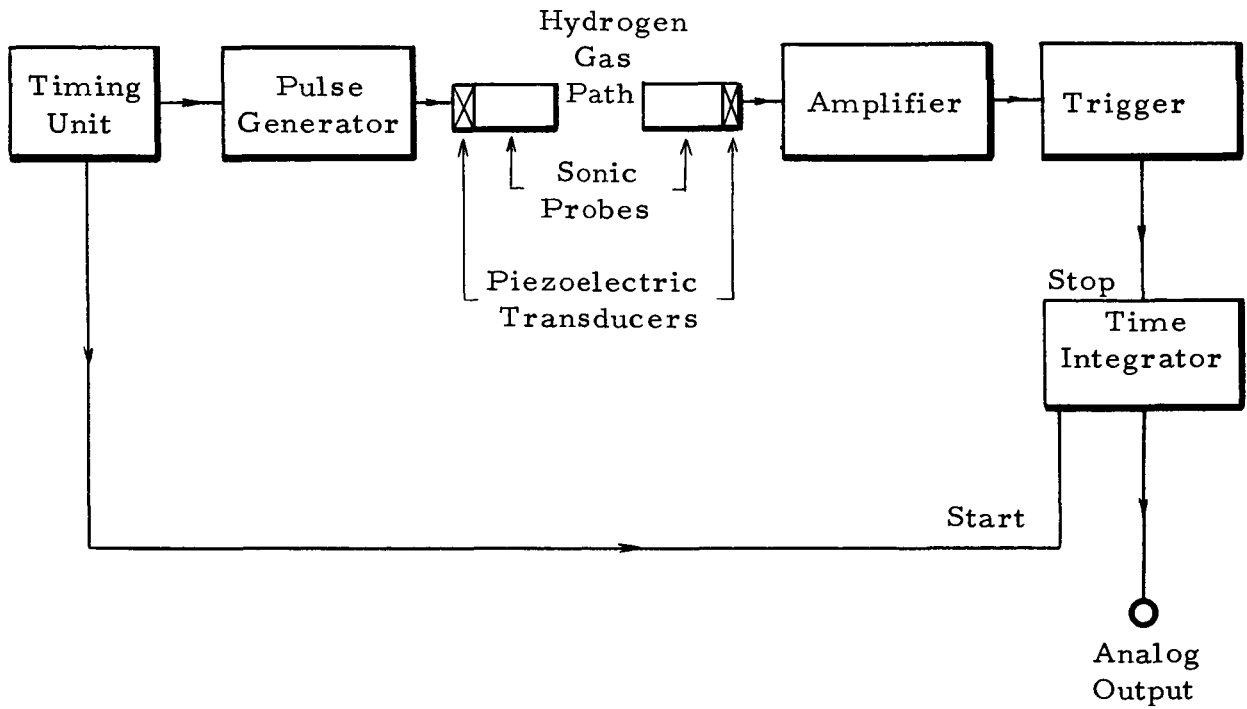 Timing
Unit
Pulse
Generator
Hydrogen
Gas
Path
Amplifier
Trigger
Sonic
Probes
Piezoelectric
Transducers
Stop
Time
Integrator
Start
Analog
Output